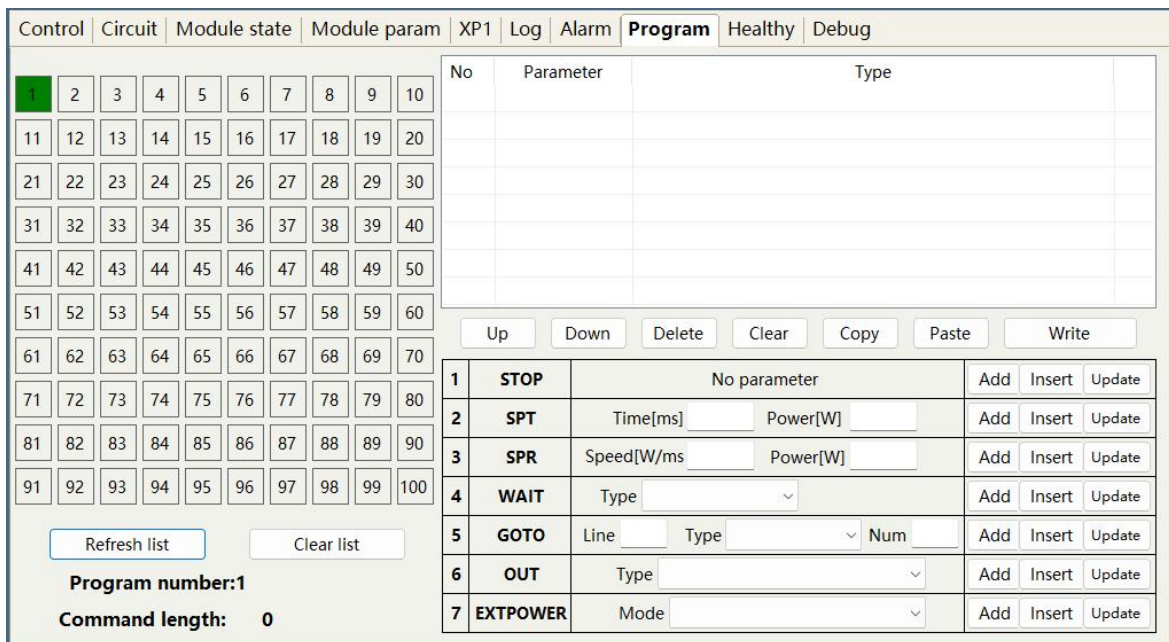 Control Circuit Module state Module param XP1 Log Alarm Program Healthy Debug
1 2 3 4 5 6 7 8 9 10
11 12 13 14 15 16 17 18 19 20
21 22 23 24 25 26 27 28 29 30
31 32 33 34 35 36 37 38 39 40
41 42 43 44 45 46 47 48 49 50
51 52 53 54 55 56 57 58 59 60
61 62 63 64 65 66 67 68 69 70
71 72 73 74 75 76 77 78 79 80
81 82 83 84 85 86 87 88 89 90
91 92 93 94 95 96 97 98 99 100
Refresh list Clear list
Program number:1
Command length: 0
No Parameter Type
Up Down Delete Clear Copy Paste Write
1 STOP No parameter Add Insert Update
2 SPT Time[ms] Power[W] Add Insert Update
3 SPR Speed[W/ms Power[W] Add Insert Update
4 WAIT Type Add Insert Update
5 GOTO Line Type Num Add Insert Update
6 OUT Type Add Insert Update
7 EXTPOWER Mode Add Insert Update